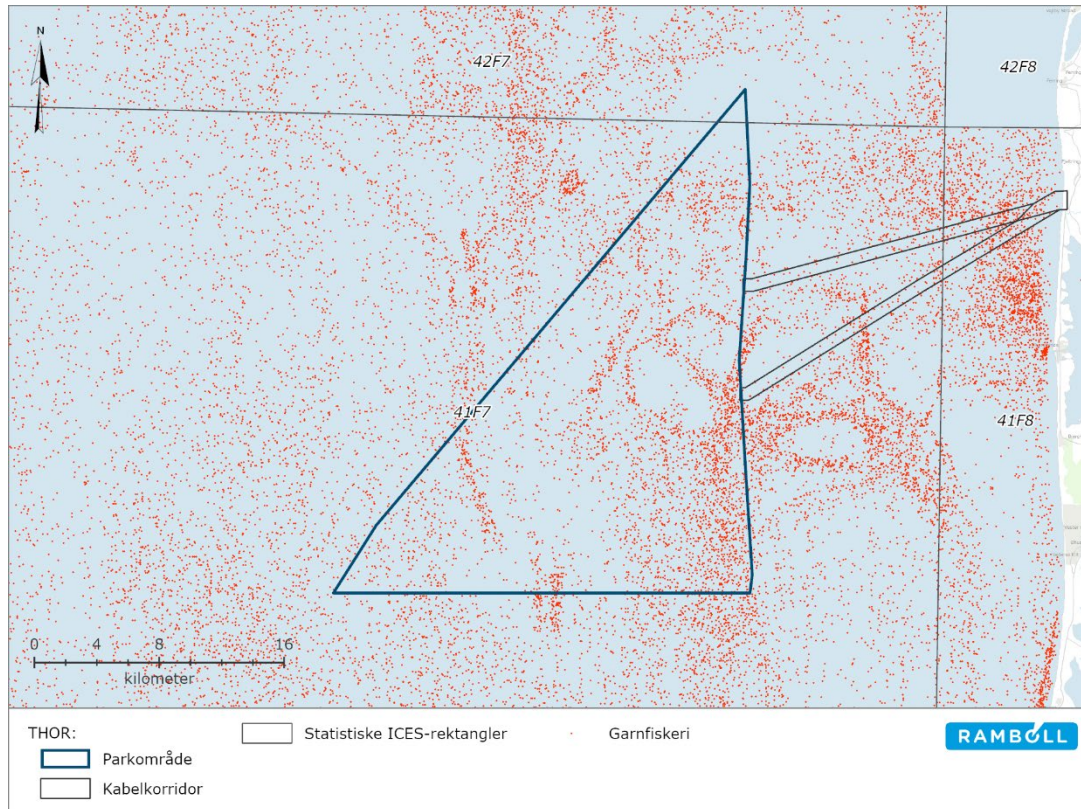 N
42F7
42F8
41F7
41F8
0 4 8 16
kilometer
THOR:
Parkområde
Kabelkorridor
Statistiske ICES-rektangler
Garnfiskeri
RAMBOLL